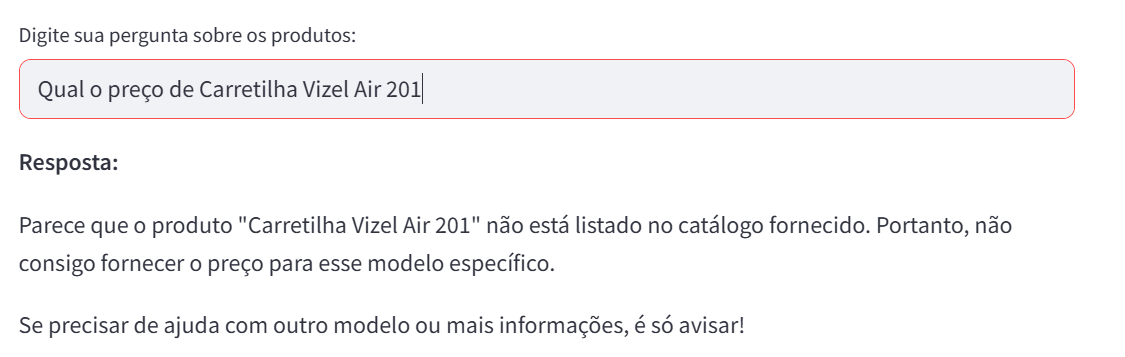 Digite sua pergunta sobre os produtos:
Qual o preço de Carretilha Vizel Air 201
Resposta:
Parece que o produto "Carretilha Vizel Air 201" não está listado no catálogo fornecido. Portanto, não
consigo fornecer o preço para esse modelo específico.
Se precisar de ajuda com outro modelo ou mais informações, é só avisar!